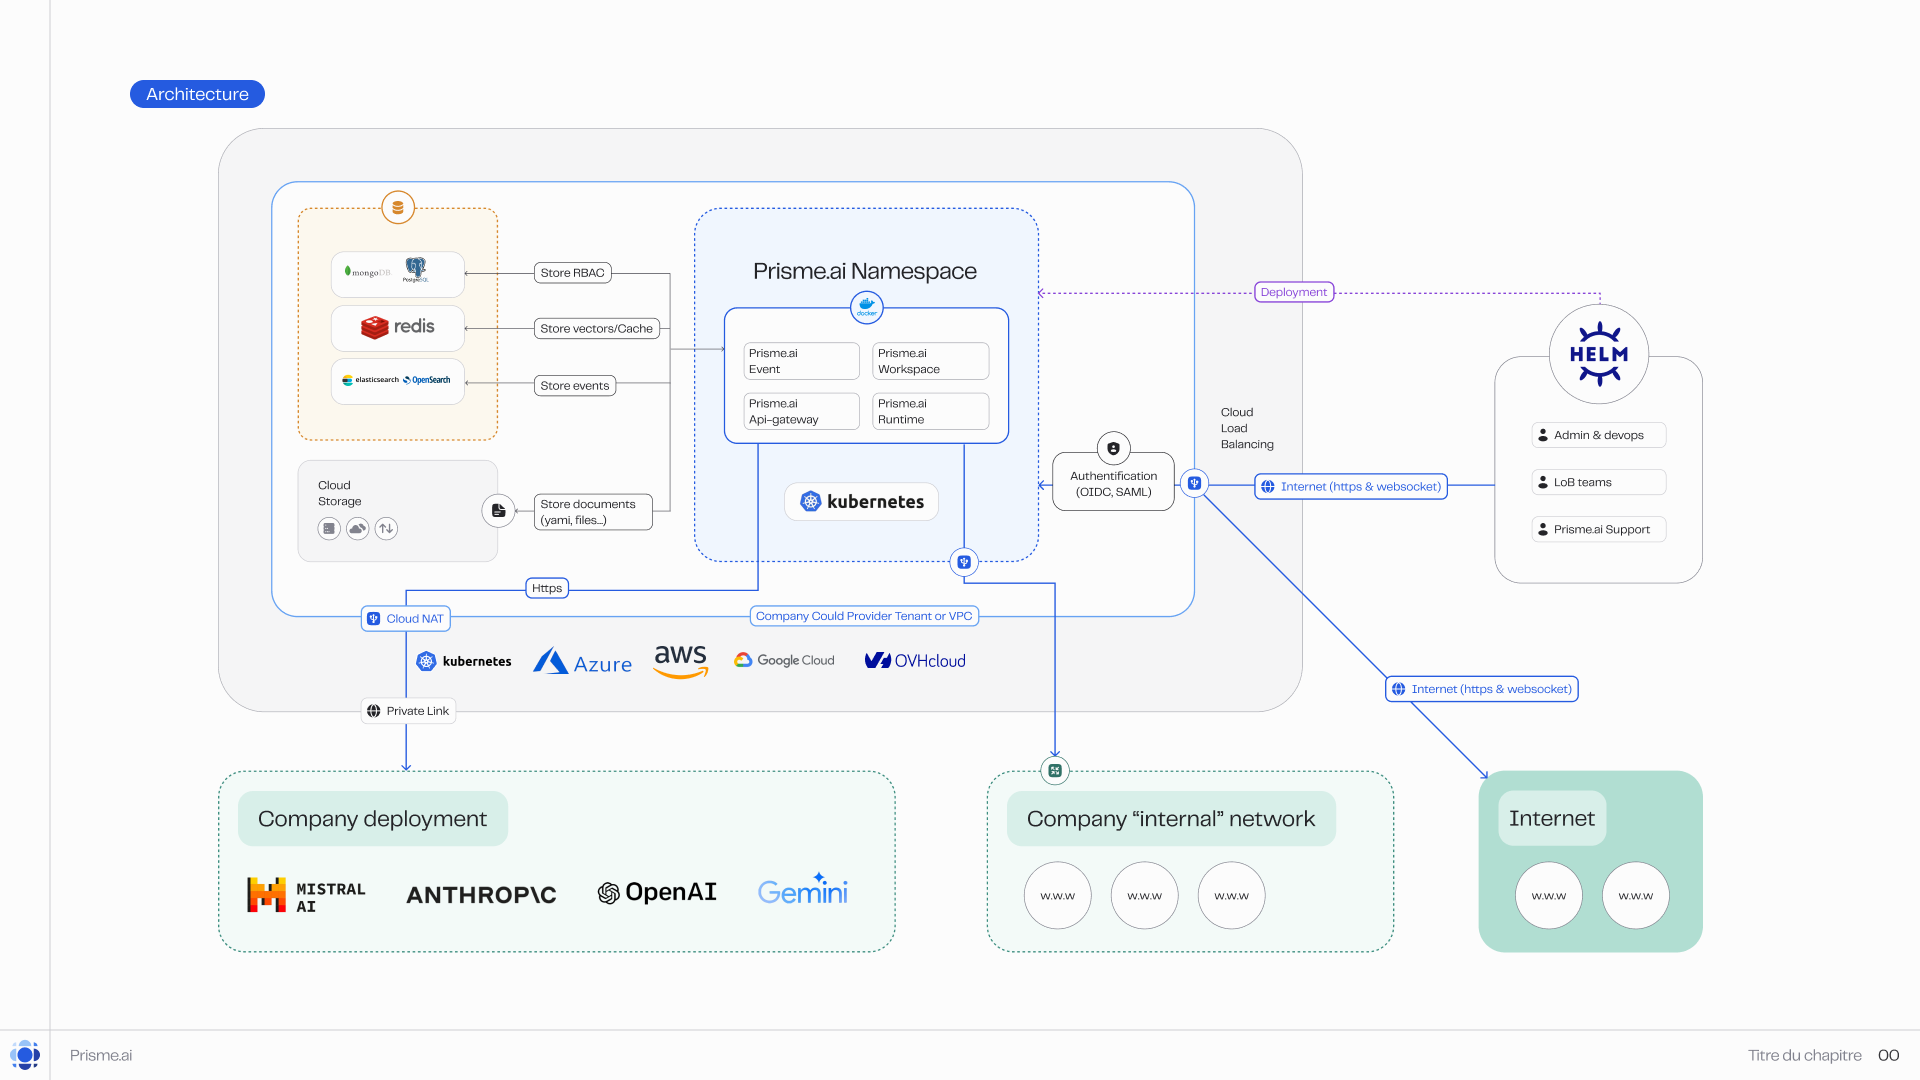 Architecture
mongoDB
PostgreSQL
Store RBAC
redis
Store vectors/Cache
elasticsearch
OpenSearch
Store events
Cloud
Storage
Store documents
(yami, files...)
Prisme.ai Namespace
docker
Prisme.ai
Event
Prisme.ai
Workspace
Prisme.ai
Api-gateway
Prisme.ai
Runtime
kubernetes
Authentification
(OIDC, SAML)
Cloud
Load
Balancing
Deployment
Internet (https & websocket)
HELM
Admin & devops
LoB teams
Prisme.ai Support
Https
Cloud NAT
Company Could Provider Tenant or VPC
kubernetes
Azure
aws
Google Cloud
OVHcloud
Private Link
Internet (https & websocket)
Company deployment
MISTRAL
AI
ANTHROP\C
OpenAI
Gemini
Company “internal” network
w.w.w
w.w.w
w.w.w
Internet
w.w.w
w.w.w
Prisme.ai
Titre du chapitre 00